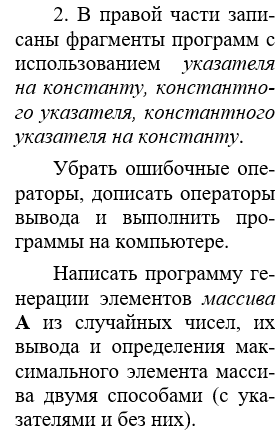 2. В правой части запи-
саны фрагменты программ с
использованием указателя
на константу, константно-
го указателя, константного
указателя на константу.
Убрать ошибочные опе-
раторы, дописать операторы
вывода и выполнить про-
граммы на компьютере.
Написать программу ге-
нерации элементов массива
А из случайных чисел, их
вывода и определения мак-
симального элемента масси-
ва двумя способами (с ука-
зателями и без них).